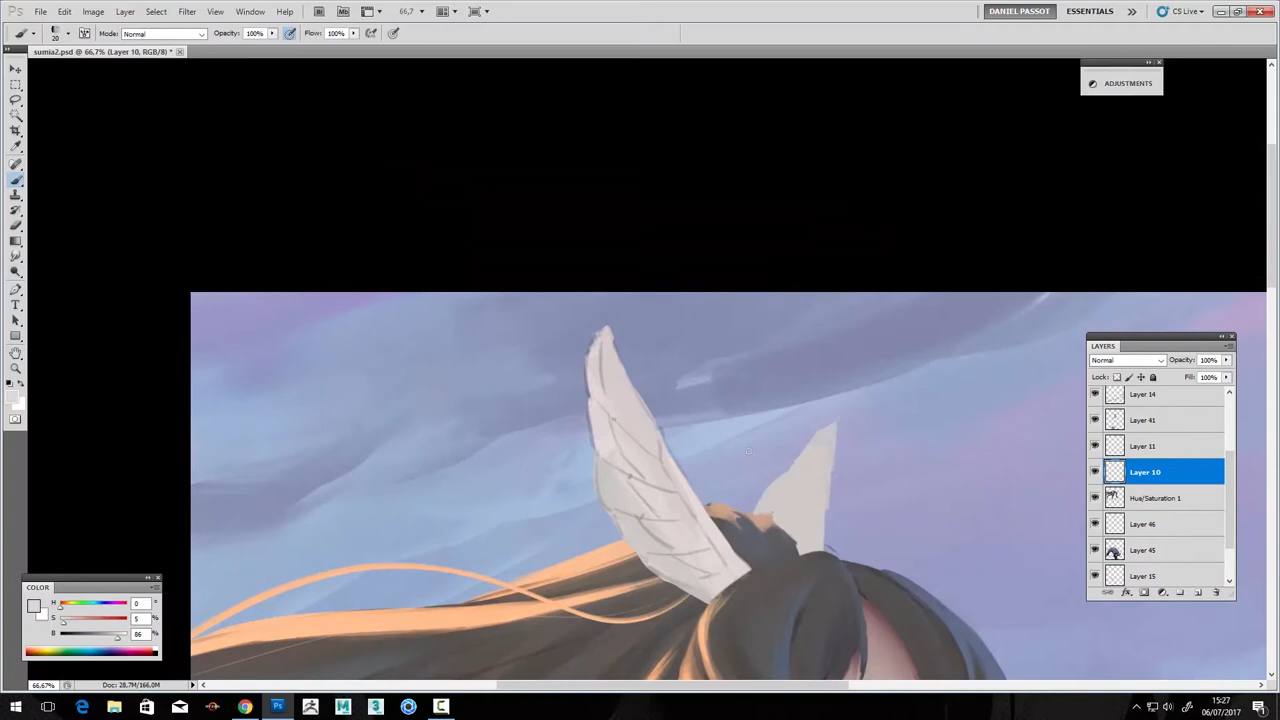 Ps File Edit Image Layer Select Filter View Window Help Br Mb 66,7 DANIEL PASSOT ESSENTIALS CS Live
20 Mode: Normal Opacity: 100% Flow: 100%
sumia2.psd @ 66,7% (Layer 10, RGB/8) *
ADJUSTMENTS
LAYERS
Normal Opacity: 100%
Lock: Fill: 100%
Layer 14
Layer 41
Layer 11
Layer 10
Hue/Saturation 1
Layer 46
Layer 45
Layer 15
COLOR
H 0 °
S 5 %
B 86 %
66,67% Doc: 28,7M/166,0M
15:27
06/07/2017